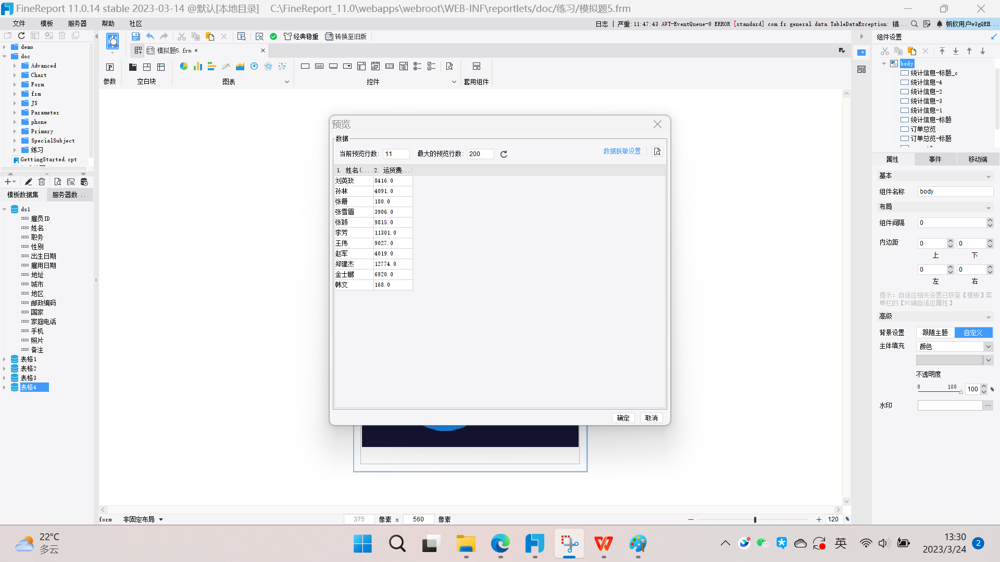 FineReport 11.0.14 stable 2023-03-14 @默认[本地目录]    C:\FineReport_11.0\webapps\webroot\WEB-INF\reportlets/doc/练习/模拟题5.frm
文件 模板 服务器 帮助 社区
日志 | 严重:11:47:43 AWT-EventQueue-0 ERROR [standard] com.fr.general.data.TableDataException: 错...
帆软用户w3gQEH...
经典稳重 转换至旧版
模拟题5.frm *
参数 空白块 图表 控件 套用组件
demo
doc
Advanced
Chart
Form
frm
JS
Parameter
phone
Primary
SpecialSubject
练习
GettingStarted.cpt
模板数据集 服务器数...
ds1
雇员ID
姓名
职务
性别
出生日期
雇用日期
地址
城市
地区
邮政编码
国家
家庭电话
手机
照片
备注
表格1
表格2
表格3
表格4
预览
数据
当前预览行数: 11 最大的预览行数: 200
数据脱敏设置
1. 姓名(... 2. 运货费...
刘英玫 8416.0
孙林 4091.0
张珊 180.0
张雪眉 3906.0
张颖 9815.0
李芳 11301.0
王伟 9027.0
赵军 4019.0
郑建杰 12774.0
金士鹏 6920.0
韩文 168.0
确定 取消
form 非固定布局 375 像素 x 560 像素
120 %
组件设置
body
统计信息-标题_c
统计信息-4
统计信息-2
统计信息-3
统计信息-1
统计信息-标题
订单总览
订单总览-标题
属性 事件 移动端
基本
组件名称 body
布局
组件间隔 0
内边距 0 0
上 下
0 0
左 右
提示: 自适应相关设置已移至【模板】菜
单栏的【PC端自适应属性】
高级
背景设置 跟随主题 自定义
主体填充 颜色
不透明度
0 100 100 %
水印
22°C
多云
英
13:30
2023/3/24
2